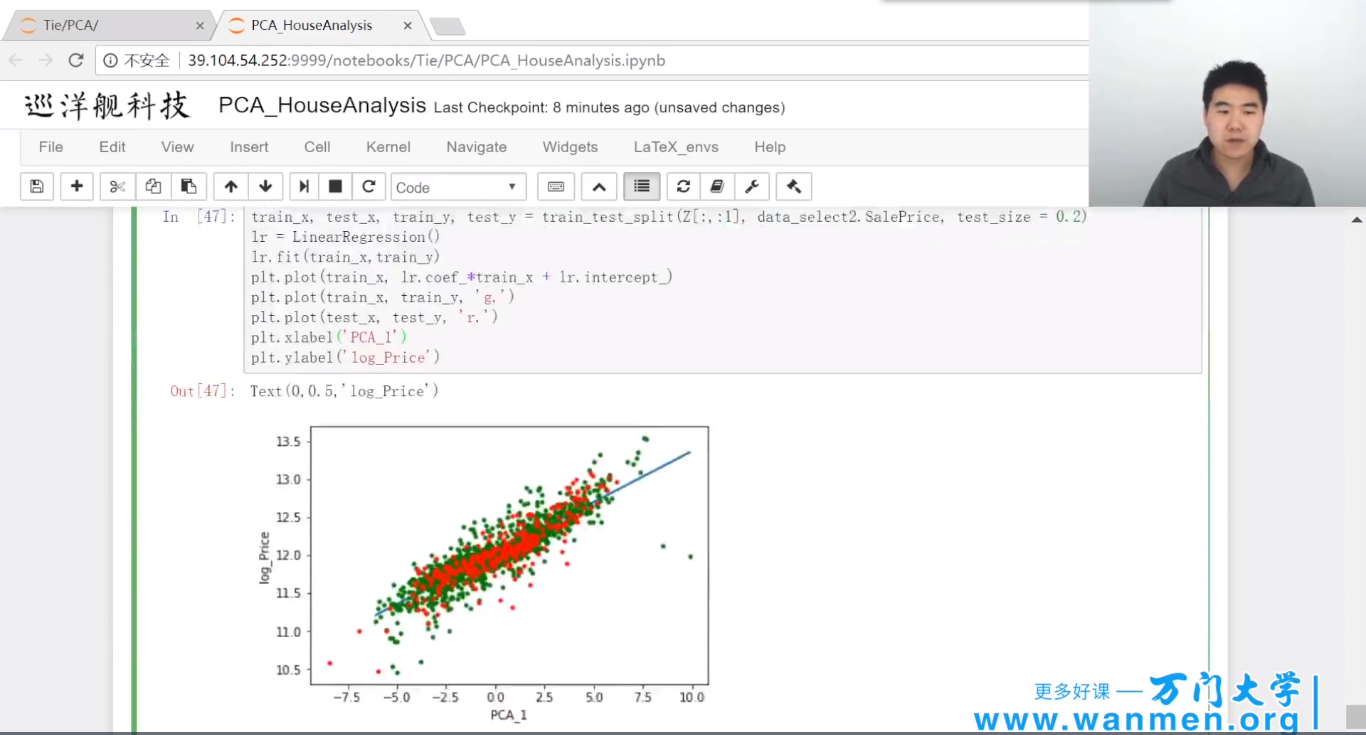 Tie/PCA/
PCA_HouseAnalysis
不安全 39.104.54.252:9999/notebooks/Tie/PCA/PCA_HouseAnalysis.ipynb
巡洋舰科技 PCA_HouseAnalysis Last Checkpoint: 8 minutes ago (unsaved changes)
File Edit View Insert Cell Kernel Navigate Widgets LaTeX_envs Help
Code
In [47]: train_x, test_x, train_y, test_y = train_test_split(Z[:,:1], data_select2.SalePrice, test_size = 0.2)
lr = LinearRegression()
lr.fit(train_x,train_y)
plt.plot(train_x, lr.coef_*train_x + lr.intercept_)
plt.plot(train_x, train_y, 'g.')
plt.plot(test_x, test_y, 'r.')
plt.xlabel('PCA_1')
plt.ylabel('log_Price')
Out[47]: Text(0,0.5,'log_Price')
13.5
13.0
12.5
12.0
11.5
11.0
10.5
log_Price
−7.5 −5.0 −2.5 0.0 2.5 5.0 7.5 10.0
PCA_1
更多好课 — 万门大学
www.wanmen.org